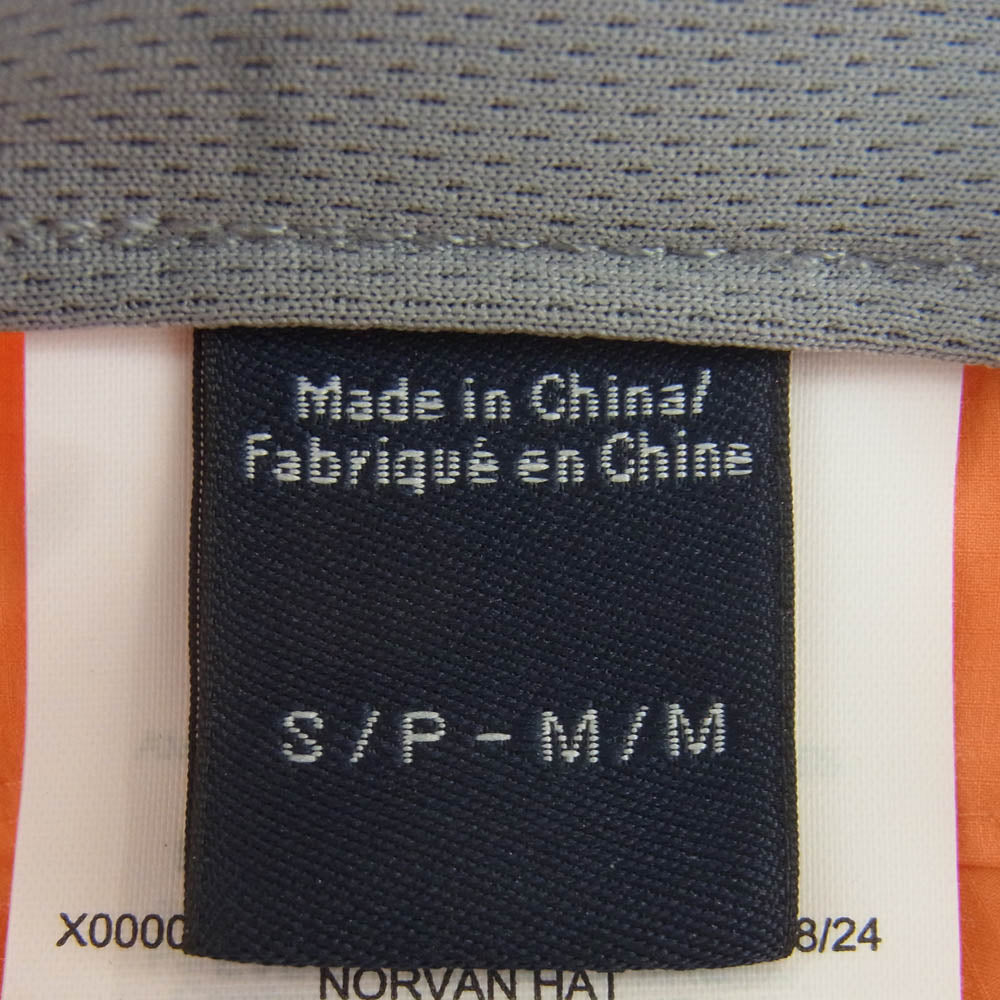 Made in China/
Fabriqué en Chine
S / P - M / M
X0000 8/24
NORVAN HAT